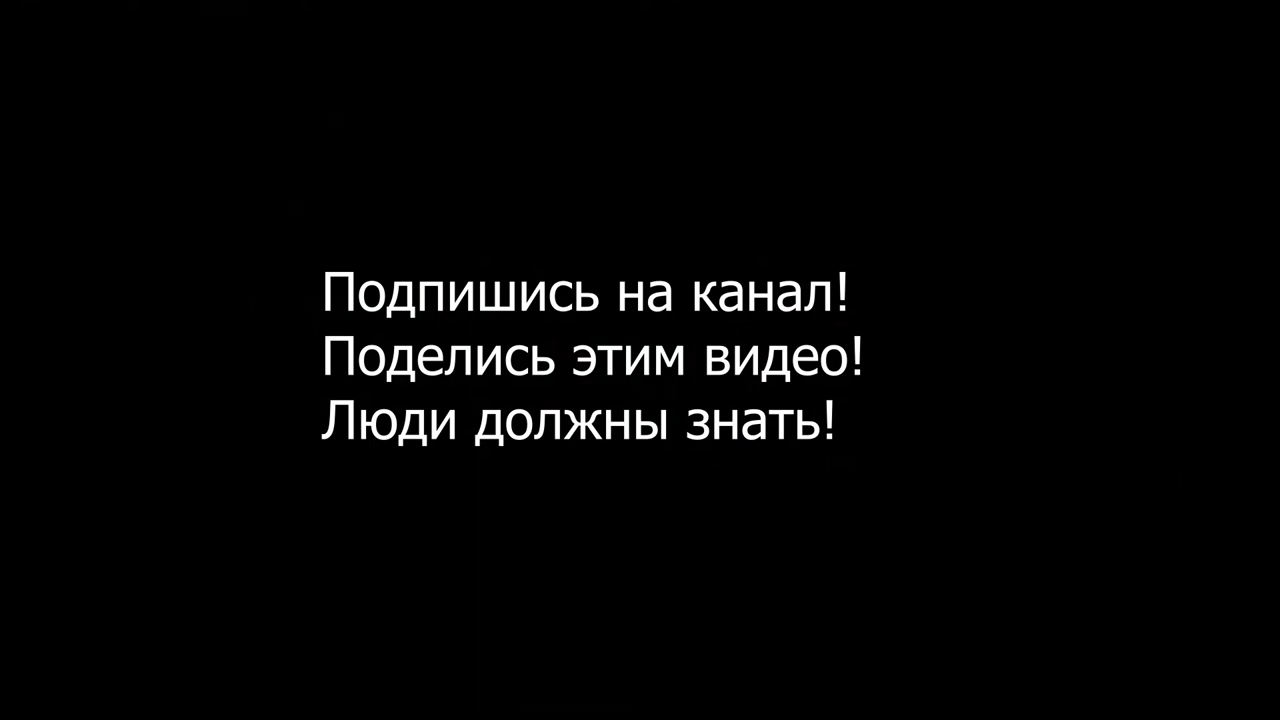 Подпишись на канал!
Поделись этим видео!
Люди должны знать!